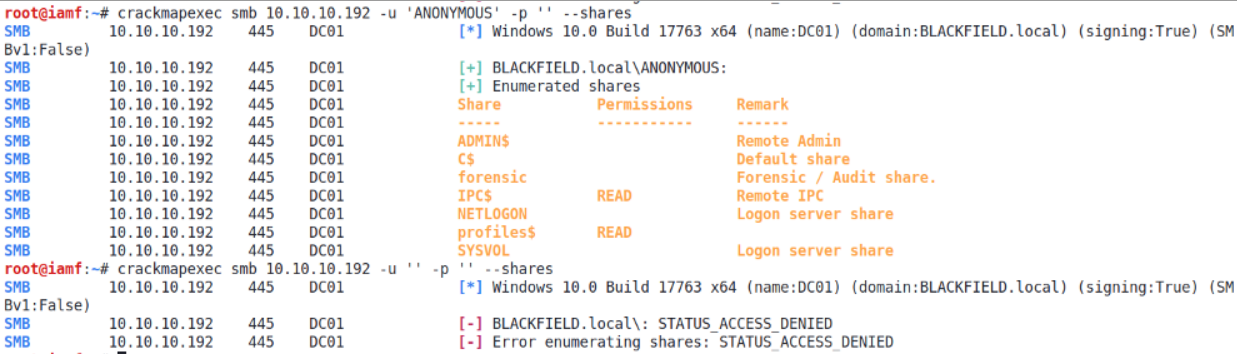 root@iamf:~# crackmapexec smb 10.10.10.192 -u 'ANONYMOUS' -p '' --shares
SMB 10.10.10.192 445 DC01 [*] Windows 10.0 Build 17763 x64 (name:DC01) (domain:BLACKFIELD.local) (signing:True) (SM
Bv1:False)
SMB 10.10.10.192 445 DC01 [+] BLACKFIELD.local\ANONYMOUS:
SMB 10.10.10.192 445 DC01 [+] Enumerated shares
SMB 10.10.10.192 445 DC01 Share Permissions Remark
SMB 10.10.10.192 445 DC01 ----- ----------- ------
SMB 10.10.10.192 445 DC01 ADMIN$ Remote Admin
SMB 10.10.10.192 445 DC01 C$ Default share
SMB 10.10.10.192 445 DC01 forensic Forensic / Audit share.
SMB 10.10.10.192 445 DC01 IPC$ READ Remote IPC
SMB 10.10.10.192 445 DC01 NETLOGON Logon server share
SMB 10.10.10.192 445 DC01 profiles$ READ
SMB 10.10.10.192 445 DC01 SYSVOL Logon server share
root@iamf:~# crackmapexec smb 10.10.10.192 -u '' -p '' --shares
SMB 10.10.10.192 445 DC01 [*] Windows 10.0 Build 17763 x64 (name:DC01) (domain:BLACKFIELD.local) (signing:True) (SM
Bv1:False)
SMB 10.10.10.192 445 DC01 [-] BLACKFIELD.local\: STATUS_ACCESS_DENIED
SMB 10.10.10.192 445 DC01 [-] Error enumerating shares: STATUS_ACCESS_DENIED